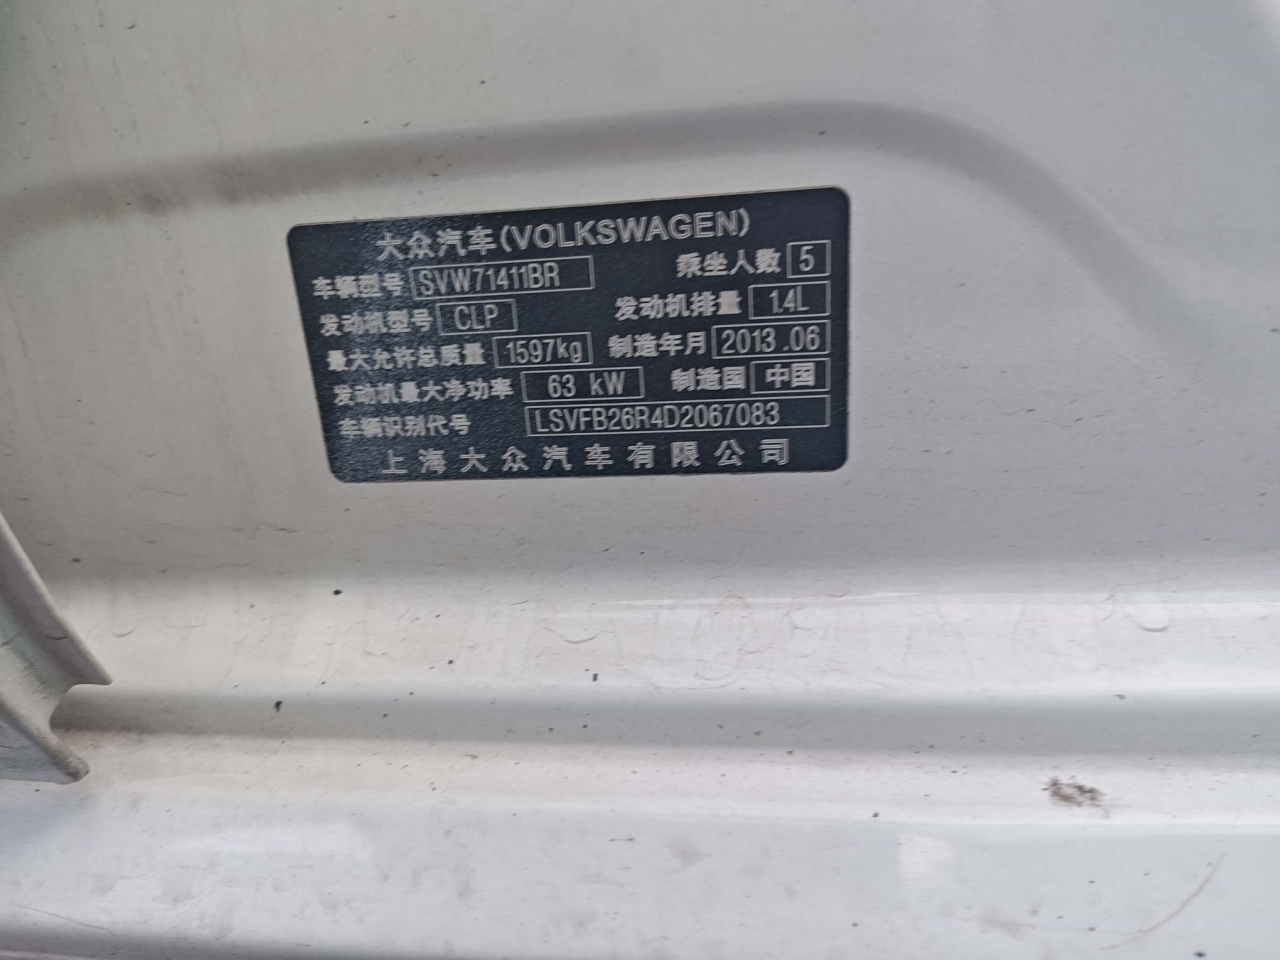 大众汽车(VOLKSWAGEN)
车辆型号 SVW71411BR 乘坐人数 5
发动机型号 CLP 发动机排量 1.4L
最大允许总质量 1597kg 制造年月 2013.06
发动机最大净功率 63 kW 制造国 中国
车辆识别代号 LSVFB26R4D2067083
上海大众汽车有限公司